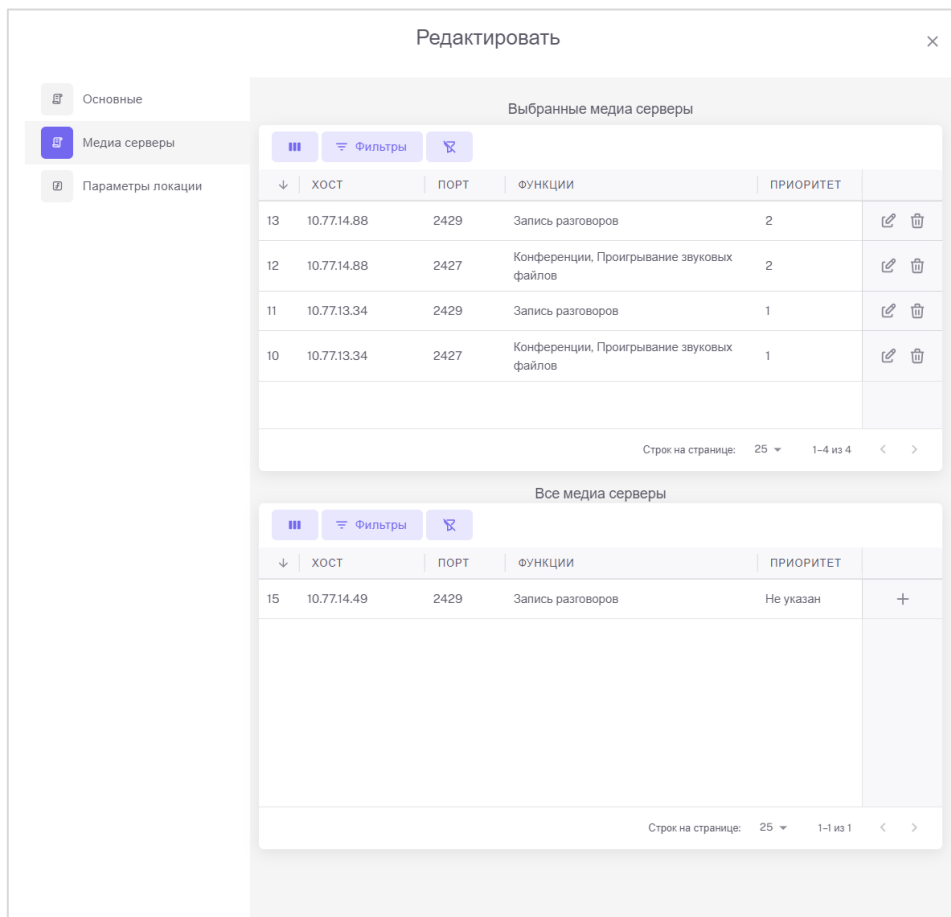 Редактировать
Основные
Медиа серверы
Параметры локации
Выбранные медиа серверы
Фильтры
ХОСТ ПОРТ ФУНКЦИИ ПРИОРИТЕТ
13 10.77.14.88 2429 Запись разговоров 2
12 10.77.14.88 2427 Конференции, Проигрывание звуковых файлов 2
11 10.77.13.34 2429 Запись разговоров 1
10 10.77.13.34 2427 Конференции, Проигрывание звуковых файлов 1
Строк на странице: 25 1–4 из 4
Все медиа серверы
Фильтры
ХОСТ ПОРТ ФУНКЦИИ ПРИОРИТЕТ
15 10.77.14.49 2429 Запись разговоров Не указан
Строк на странице: 25 1–1 из 1